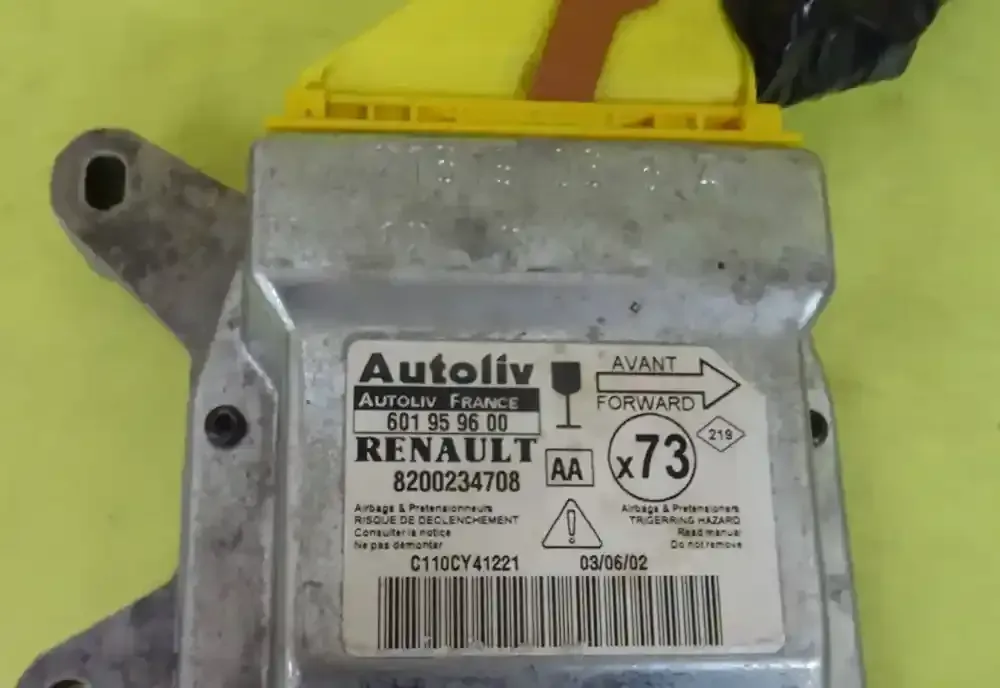 Autoliv
AUTOLIV FRANCE
601 95 96 00
RENAULT
8200234708
AVANT
FORWARD
219
AA
x73
Airbags & Pretensionneurs
RISQUE DE DECLENCHEMENT
Consulter la notice
Ne pas démonter
!
Airbags & Pretensioners
TRIGERRING HAZARD
Read manual
Do not remove
C110CY41221
03/06/02